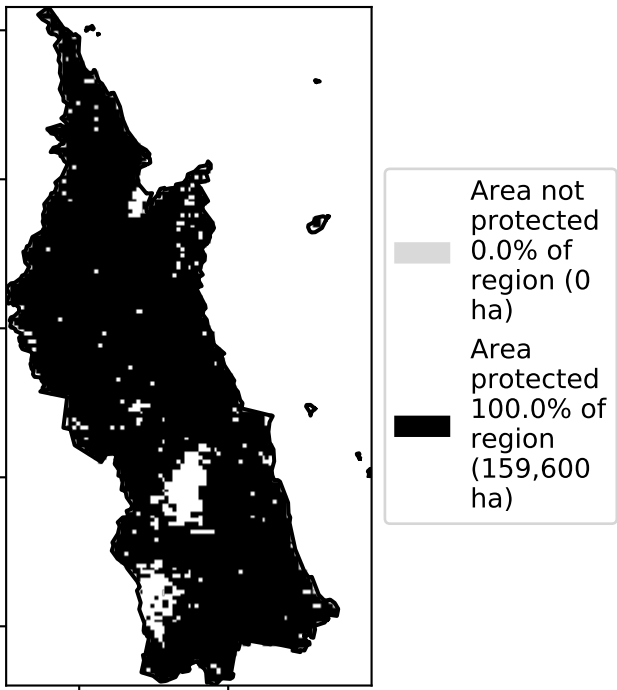 Area not
protected
0.0% of
region (0
ha)
Area
protected
100.0% of
region
(159,600
ha)